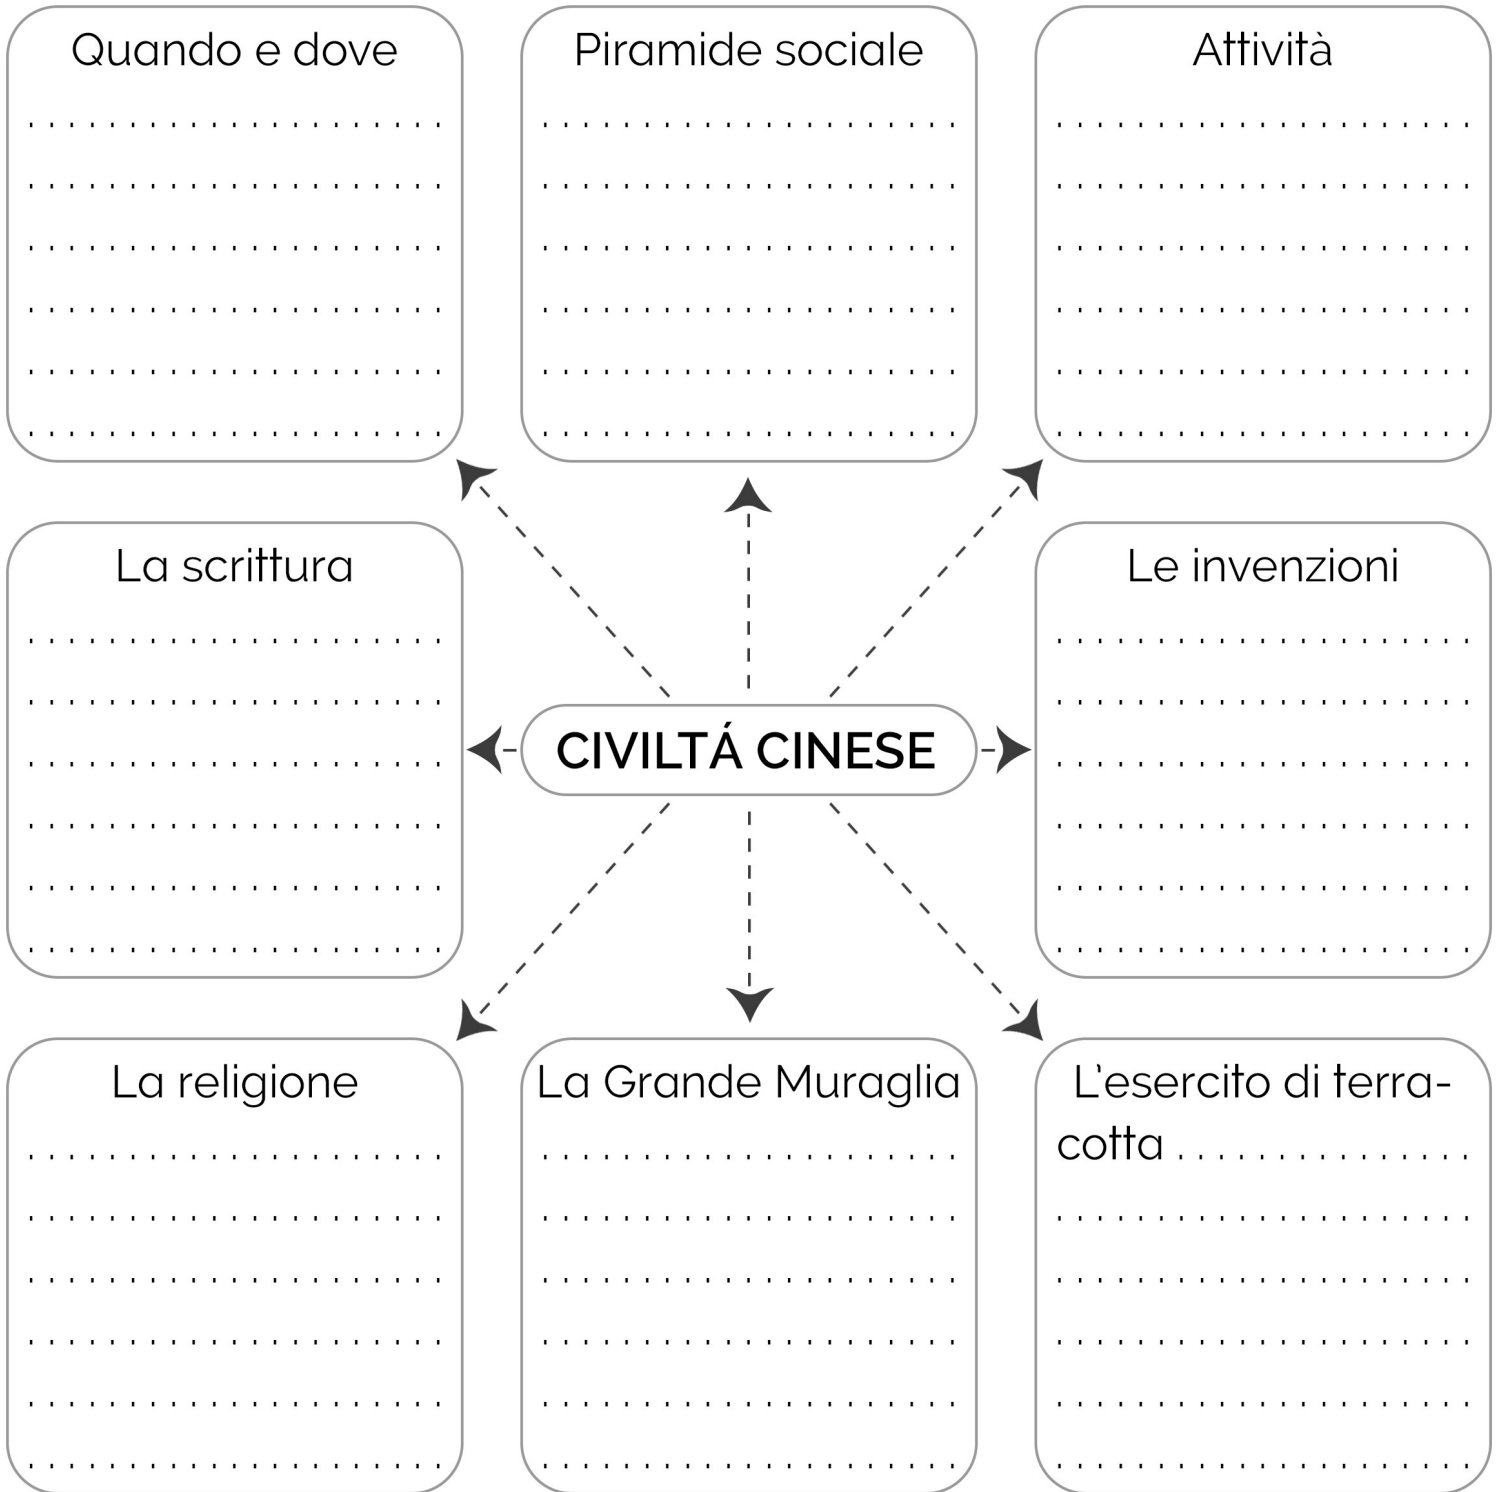 Quando e dove
Piramide sociale
Attività
La scrittura
Le invenzioni
CIVILTÁ CINESE
La religione
La Grande Muraglia
L'esercito di terra-
cotta